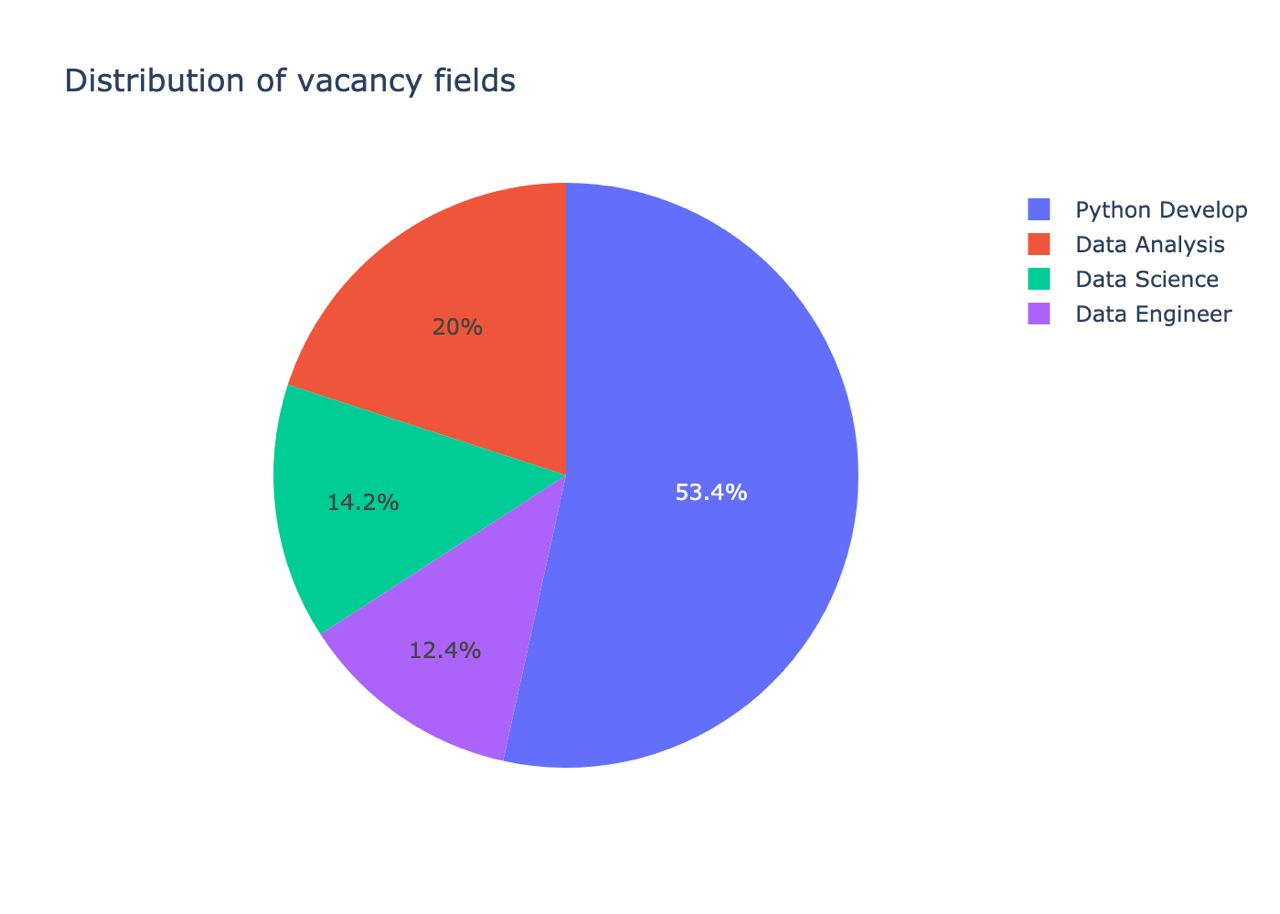 Distribution of vacancy fields
Python Develop
Data Analysis
Data Science
Data Engineer
20%
53.4%
14.2%
12.4%